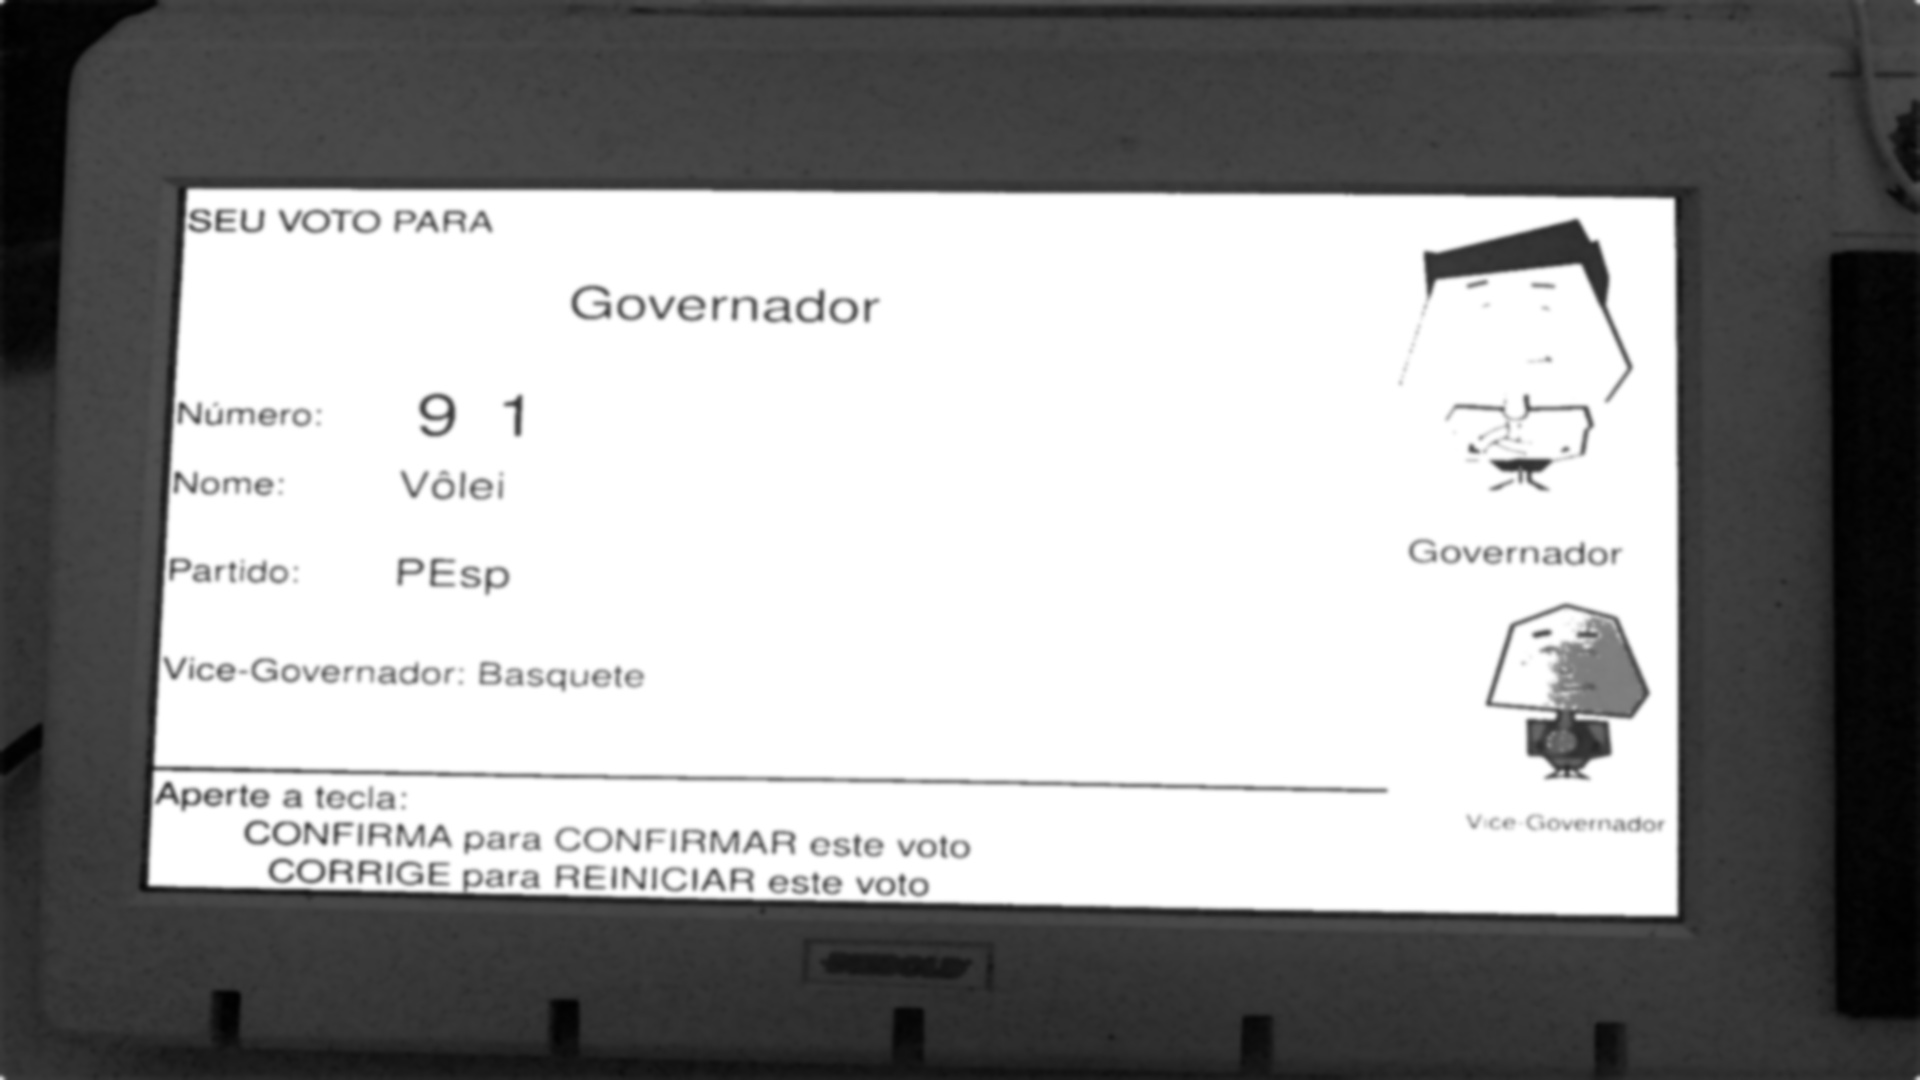 SEU VOTO PARA
Governador
Número: 9 1
Nome: Vôlei
Partido: PEsp
Vice-Governador: Basquete
Governador
Vice-Governador
Aperte a tecla:
CONFIRMA para CONFIRMAR este voto
CORRIGE para REINICIAR este voto